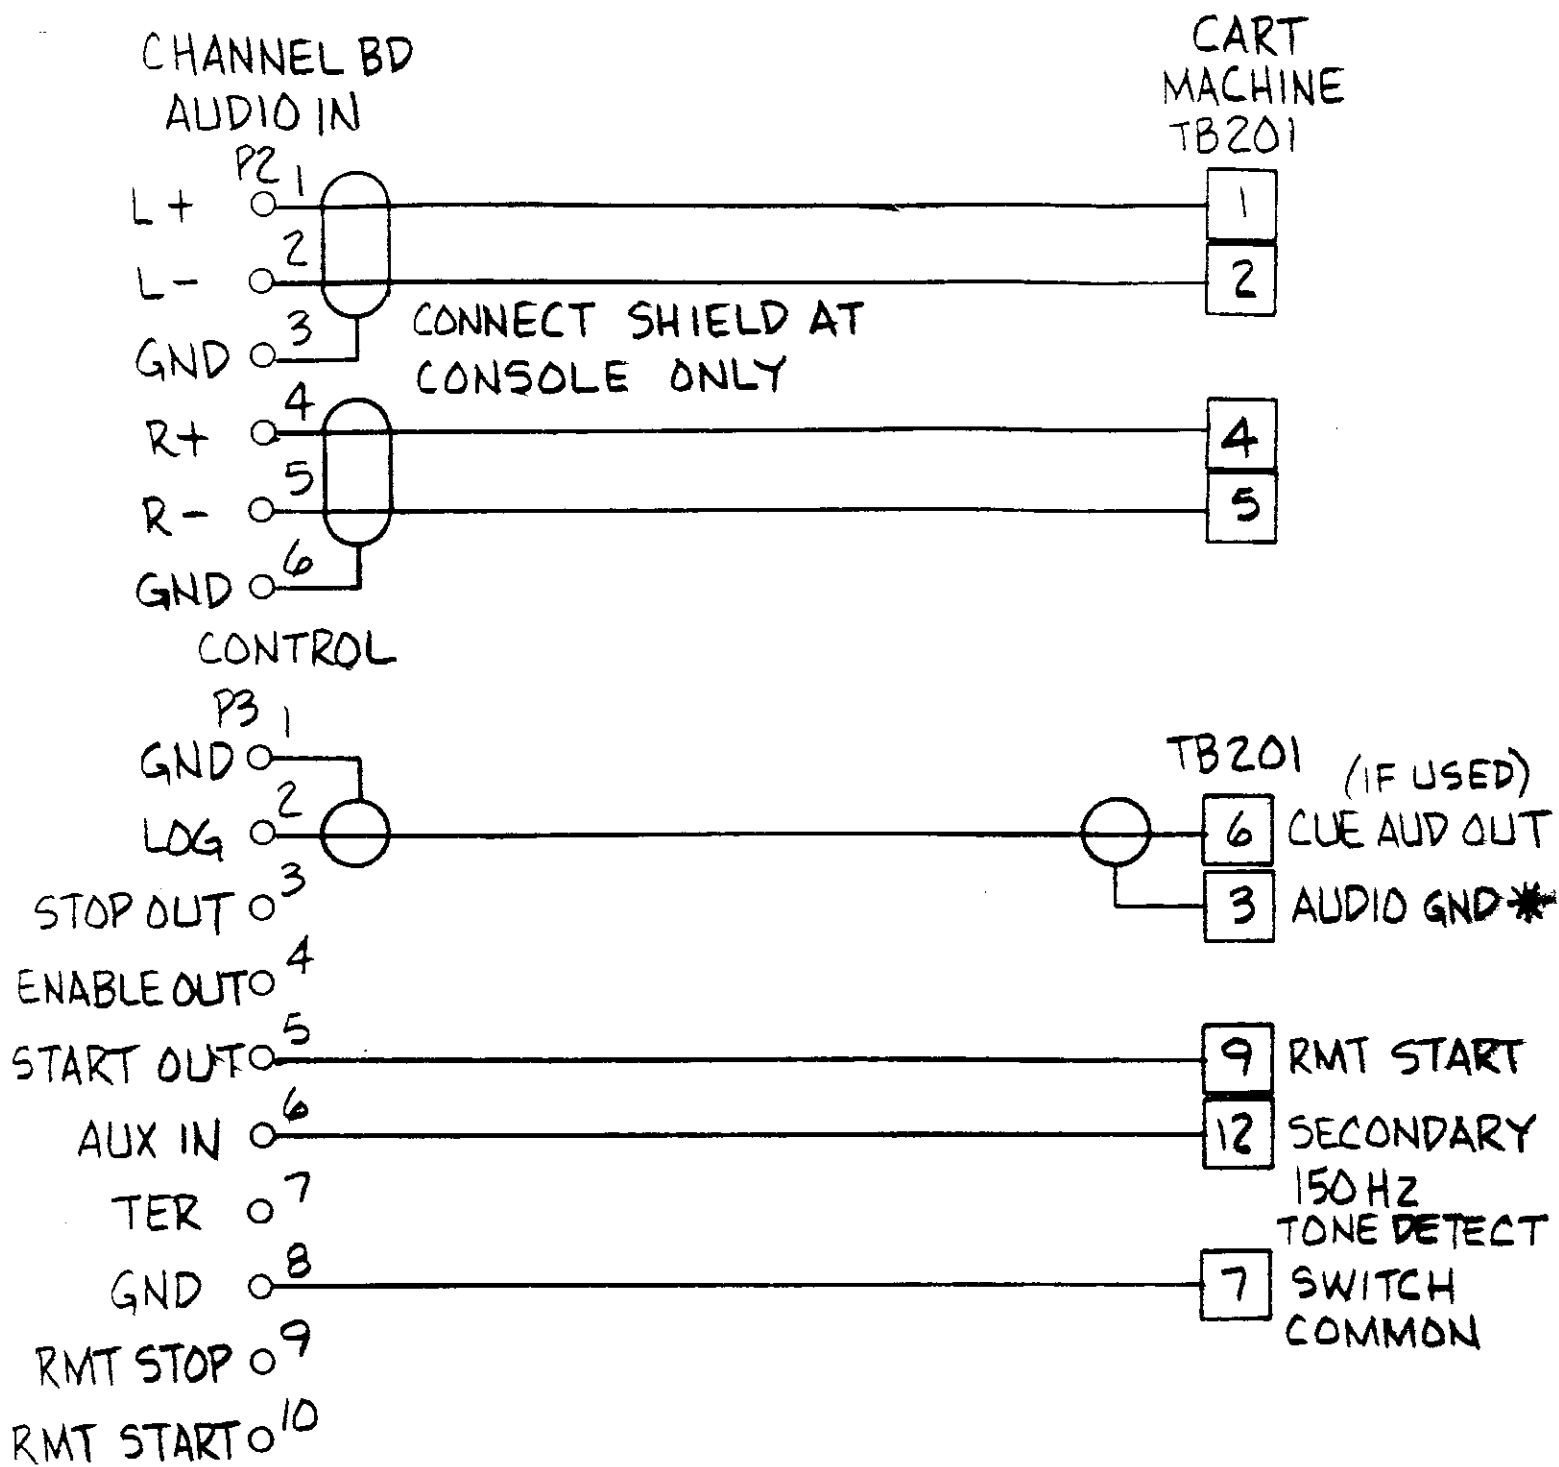 CHANNEL BD
AUDIO IN
CART
MACHINE
TB201
P2
L+ 1 1
L- 2 2
GND 3
CONNECT SHIELD AT
CONSOLE ONLY
R+ 4 4
R- 5 5
GND 6
CONTROL
P3
GND 1
TB201 (IF USED)
LOG 2 6 CUE AUD OUT
STOP OUT 3 3 AUDIO GND*
ENABLE OUT 4
START OUT 5 9 RMT START
AUX IN 6 12 SECONDARY
150 HZ
TONE DETECT
TER 7
GND 8 7 SWITCH
COMMON
RMT STOP 9
RMT START 10